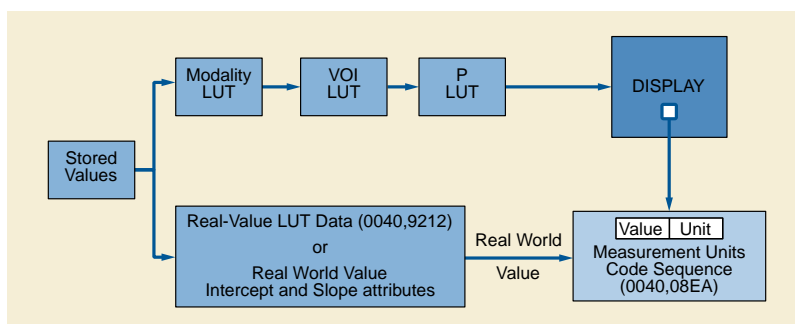 Modality
LUT
VOI
LUT
P
LUT
DISPLAY
Stored
Values
Real-Value LUT Data (0040,9212)
or
Real World Value
Intercept and Slope attributes
Real World
Value
Value Unit
Measurement Units
Code Sequence
(0040,08EA)